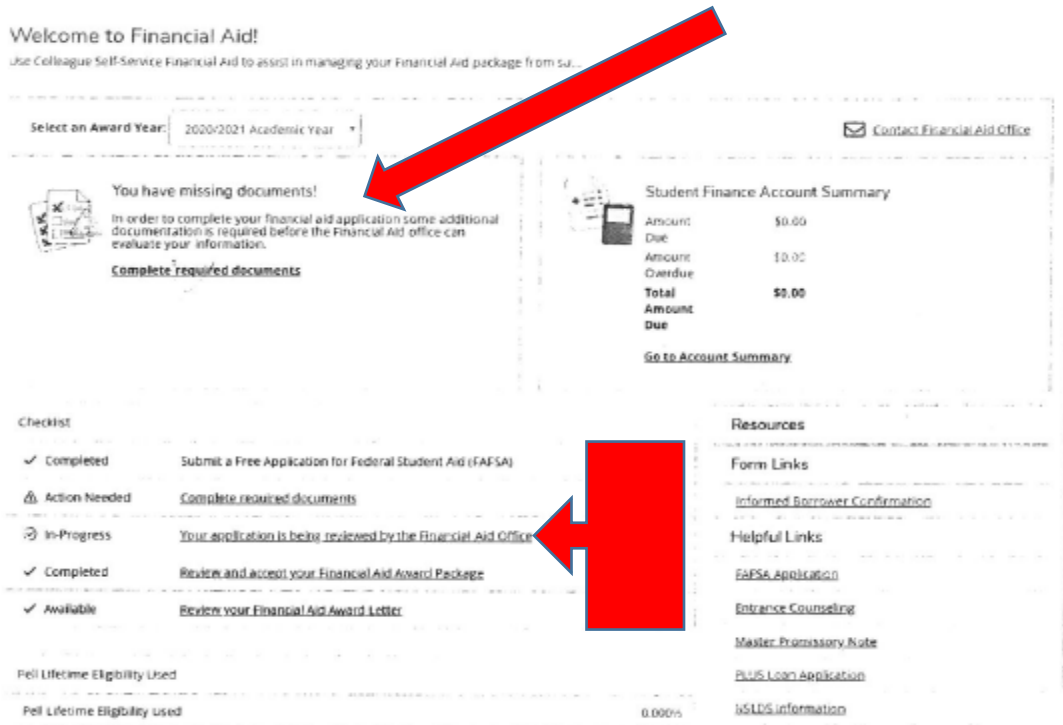 Welcome to Financial Aid!
Use Colleague Self-Service Financial Aid to assist in managing your Financial Aid package from su...
Select an Award Year: 2020/2021 Academic Year
Contact Financial Aid Office
You have missing documents!
In order to complete your financial aid application some additional
documentation is required before the Financial Aid office can
evaluate your information.
Complete required documents
Student Finance Account Summary
Amount Due $0.00
Amount Overdue $0.00
Total Amount Due $0.00
Go to Account Summary
Checklist
Completed Submit a Free Application for Federal Student Aid (FAFSA)
Action Needed Complete required documents
In-Progress Your application is being reviewed by the Financial Aid Office
Completed Review and accept your Financial Aid Award Package
Available Review your Financial Aid Award Letter
Pell Lifetime Eligibility Used
Pell Lifetime Eligibility Used 0.000%
Resources
Form Links
Informed Borrower Confirmation
Helpful Links
FAFSA Application
Entrance Counseling
Master Promissory Note
PLUS Loan Application
NSLDS Information